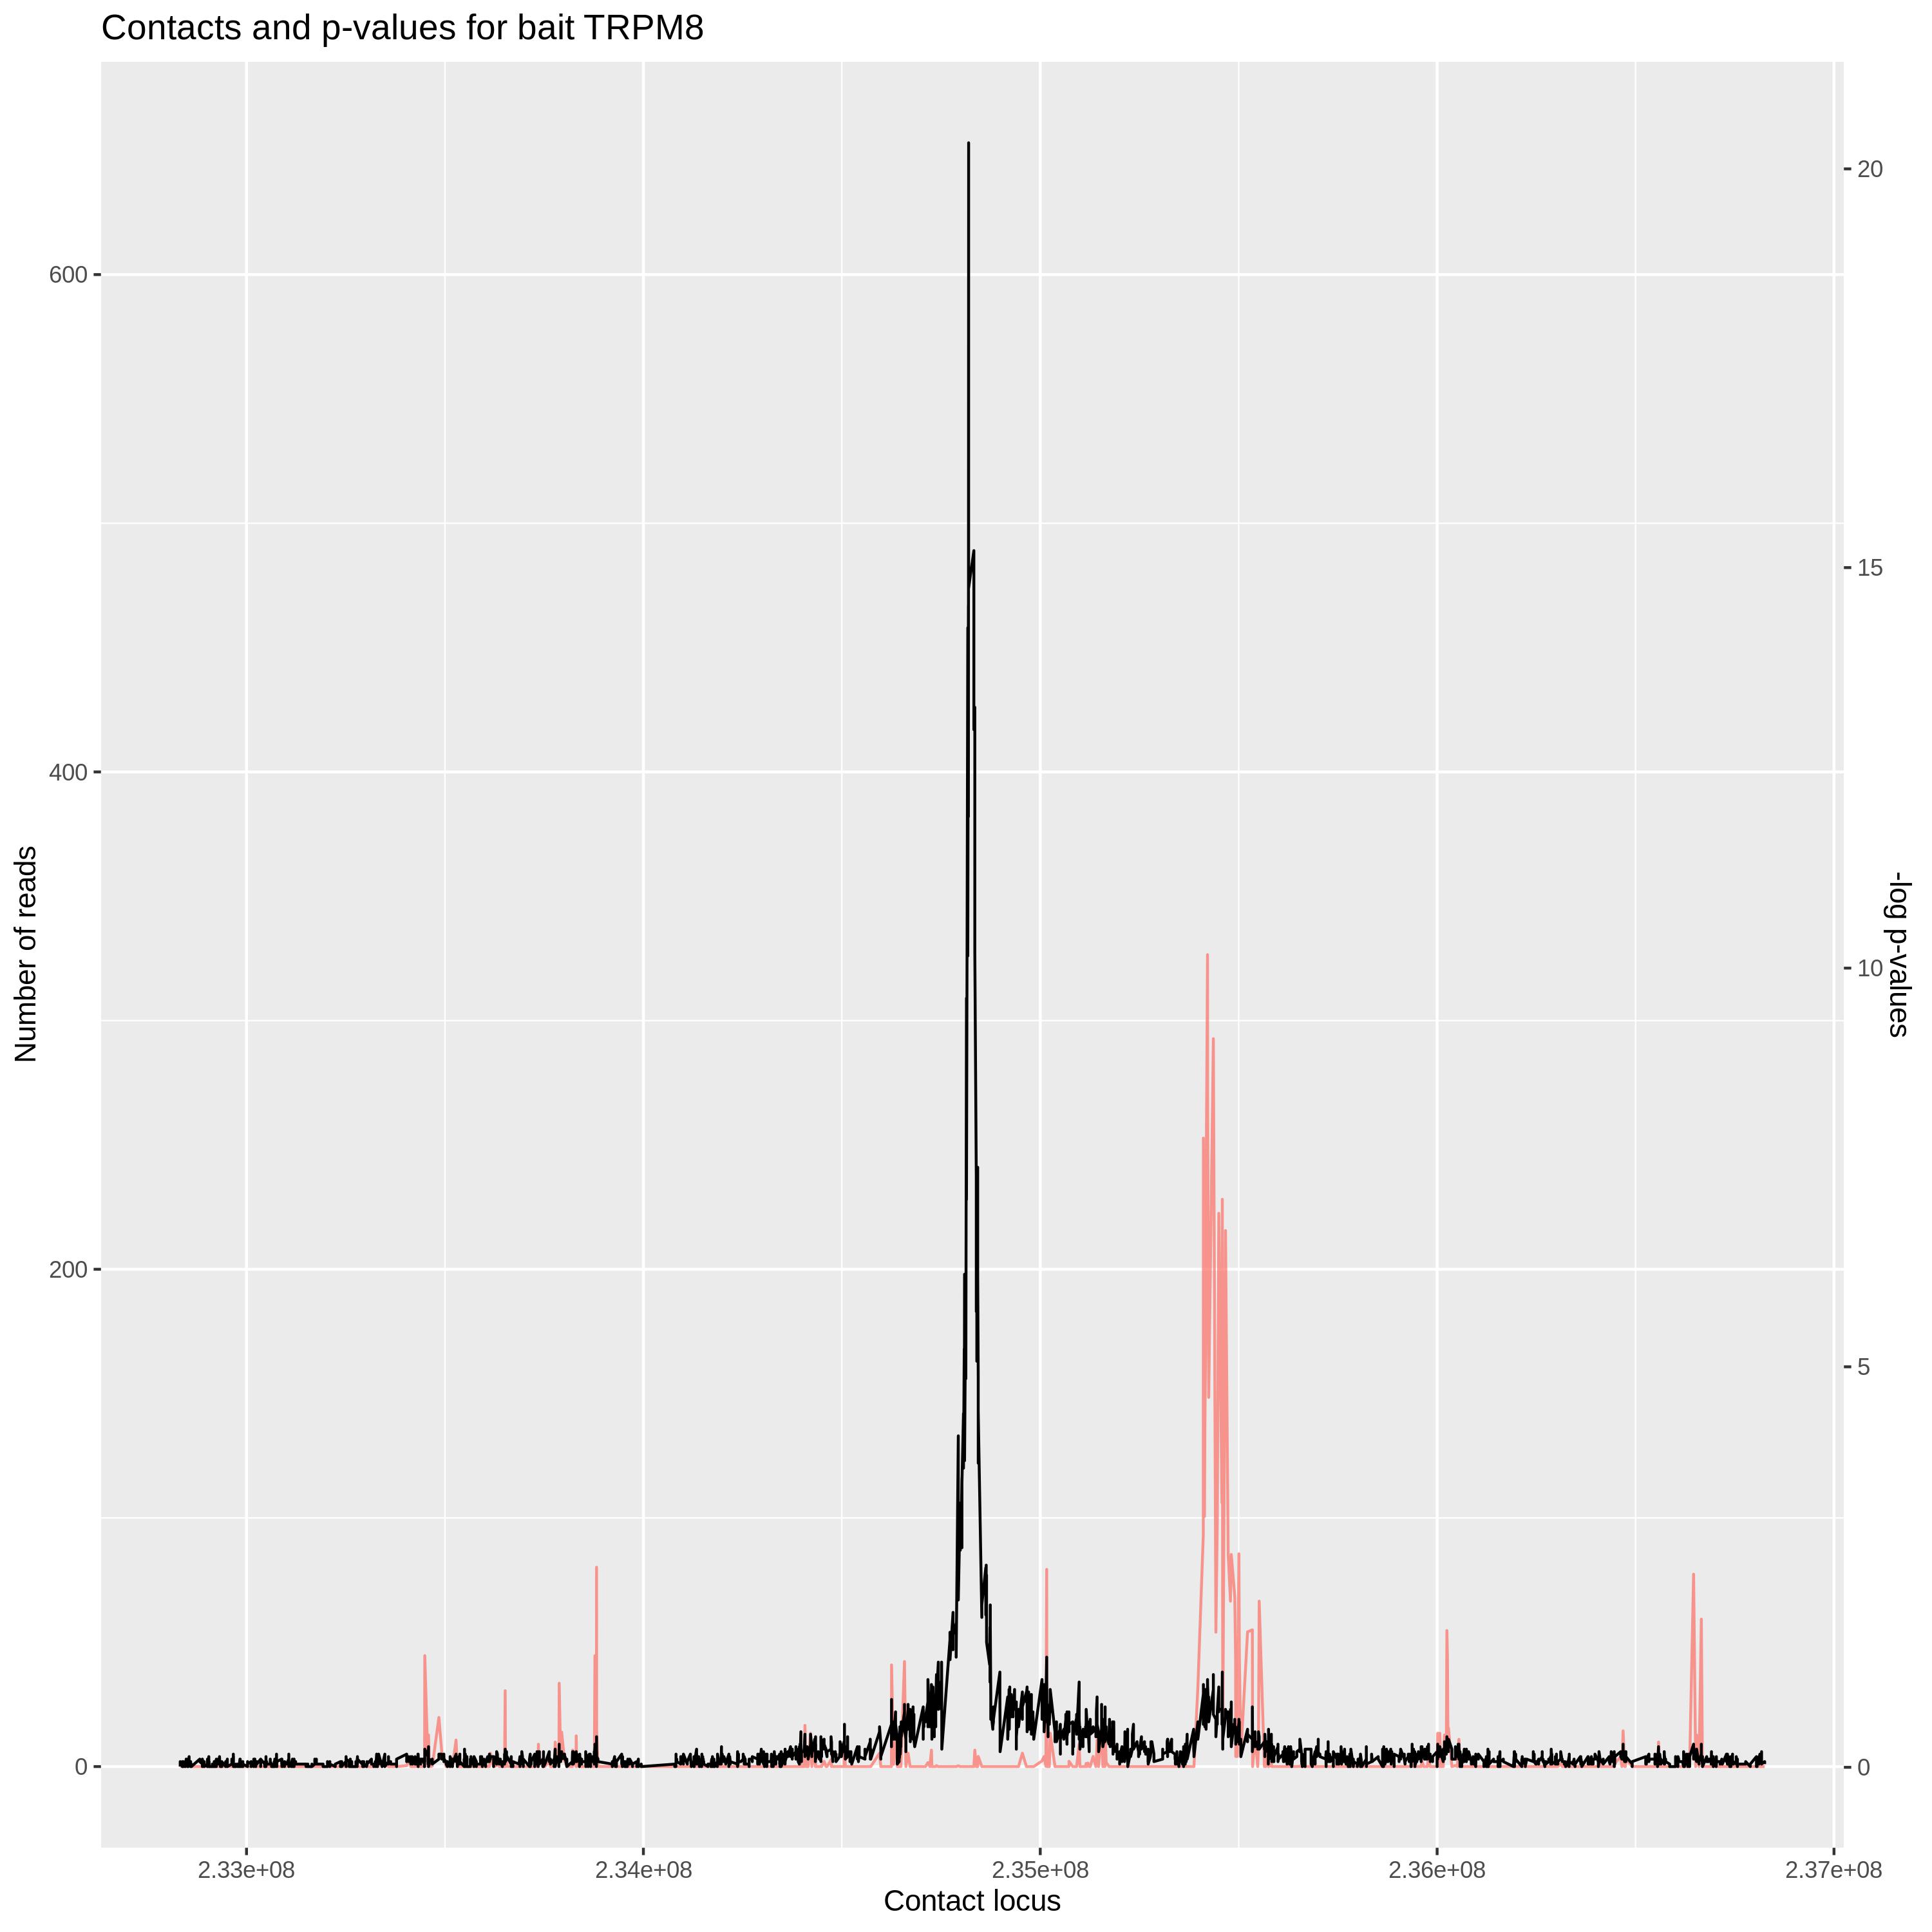 Contacts and p-values for bait TRPM8
Number of reads
600
400
200
0
20
15
10
5
0
-log p-values
2.33e+08
2.34e+08
2.35e+08
2.36e+08
2.37e+08
Contact locus